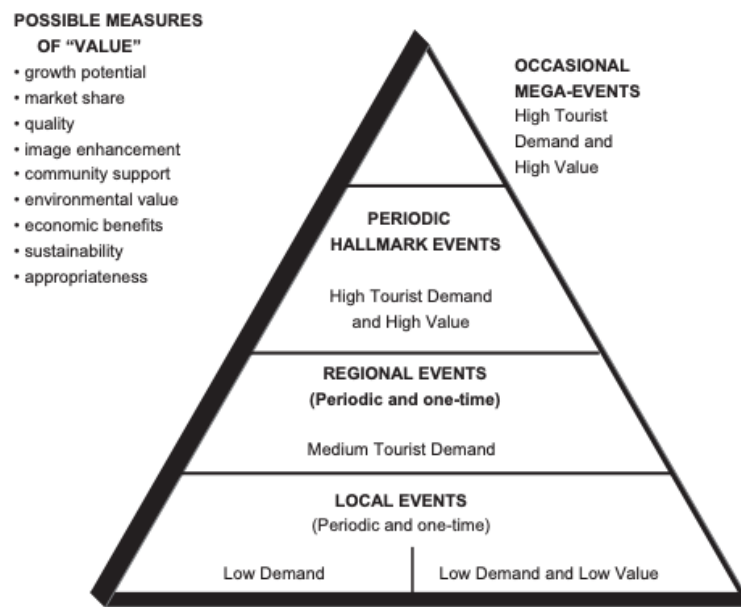 POSSIBLE MEASURES
OF “VALUE”
• growth potential
• market share
• quality
• image enhancement
• community support
• environmental value
• economic benefits
• sustainability
• appropriateness
OCCASIONAL
MEGA-EVENTS
High Tourist
Demand and
High Value
PERIODIC
HALLMARK EVENTS
High Tourist Demand
and High Value
REGIONAL EVENTS
(Periodic and one-time)
Medium Tourist Demand
LOCAL EVENTS
(Periodic and one-time)
Low Demand
Low Demand and Low Value